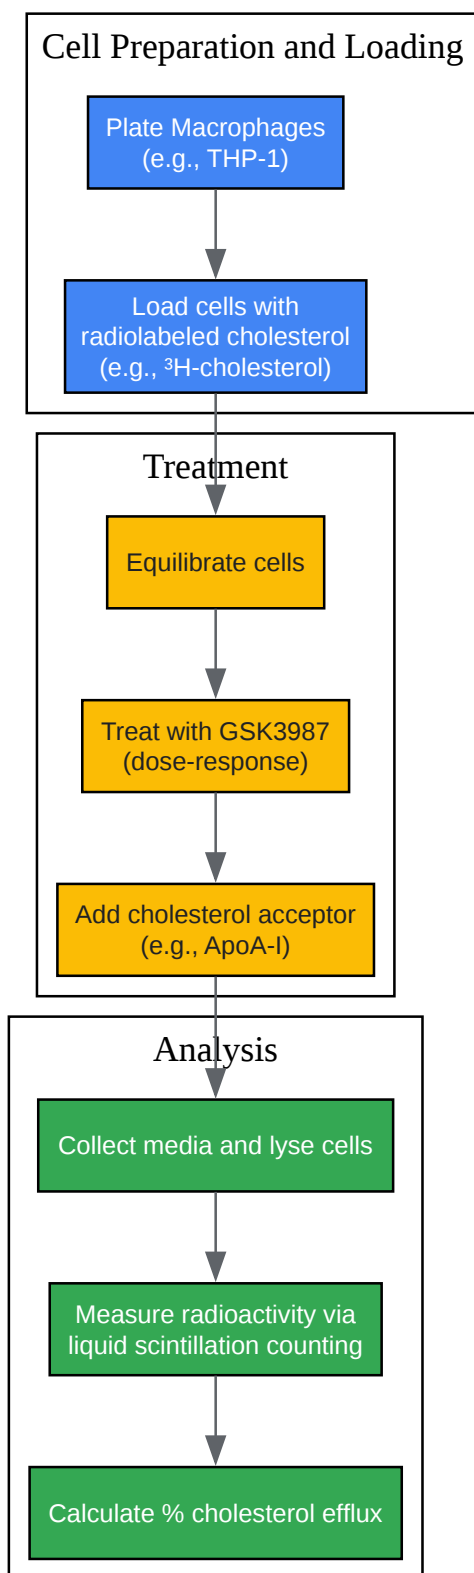 Cell Preparation and Loading
Plate Macrophages
(e.g., THP-1)
Load cells with
radiolabeled cholesterol
(e.g., ³H-cholesterol)
Treatment
Equilibrate cells
Treat with GSK3987
(dose-response)
Add cholesterol acceptor
(e.g., ApoA-I)
Analysis
Collect media and lyse cells
Measure radioactivity via
liquid scintillation counting
Calculate % cholesterol efflux